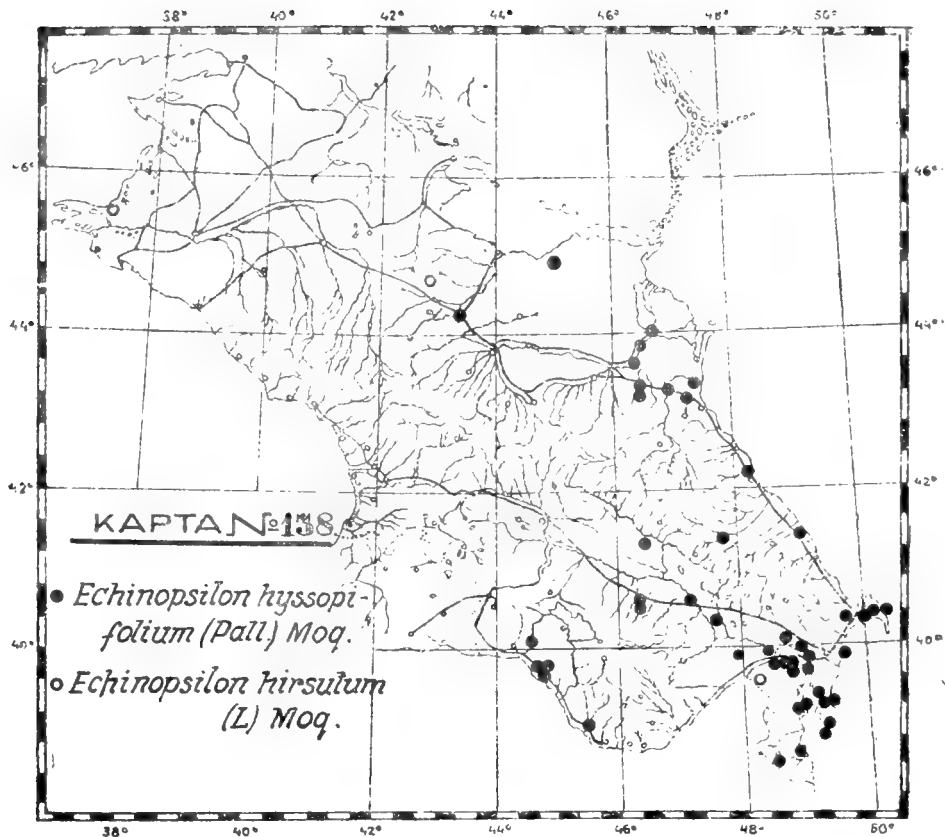 38° 40° 42° 44° 46° 48° 50°
46° 46°
44° 44°
42° 42°
КАРТА №138
Echinopsilon hyssopi-
folium (Pall) Moq.
40° 40°
Echinopsilon hirsutum
(L) Moq.
38° 40° 42° 44° 46° 48° 50°